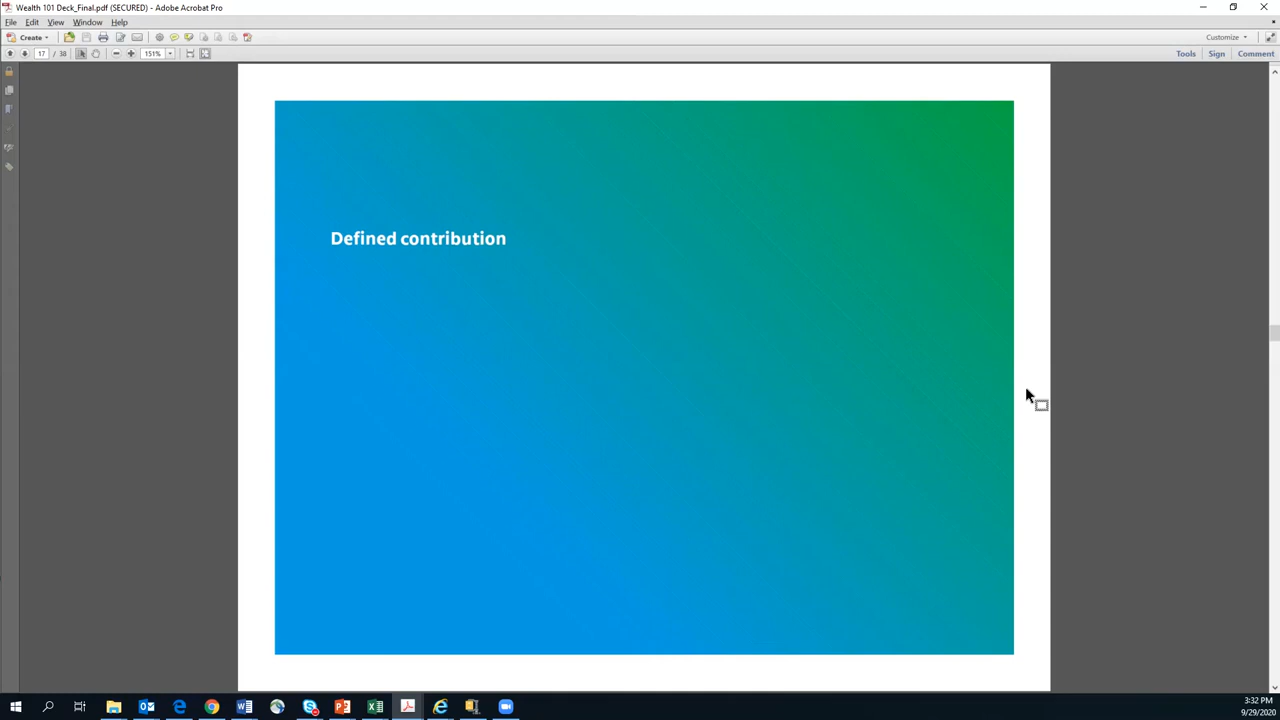 Wealth 101 Deck_Final.pdf (SECURED) - Adobe Acrobat Pro
File Edit View Window Help
Create Customize
17 / 38 151% Tools Sign Comment
Defined contribution
3:32 PM
9/29/2020